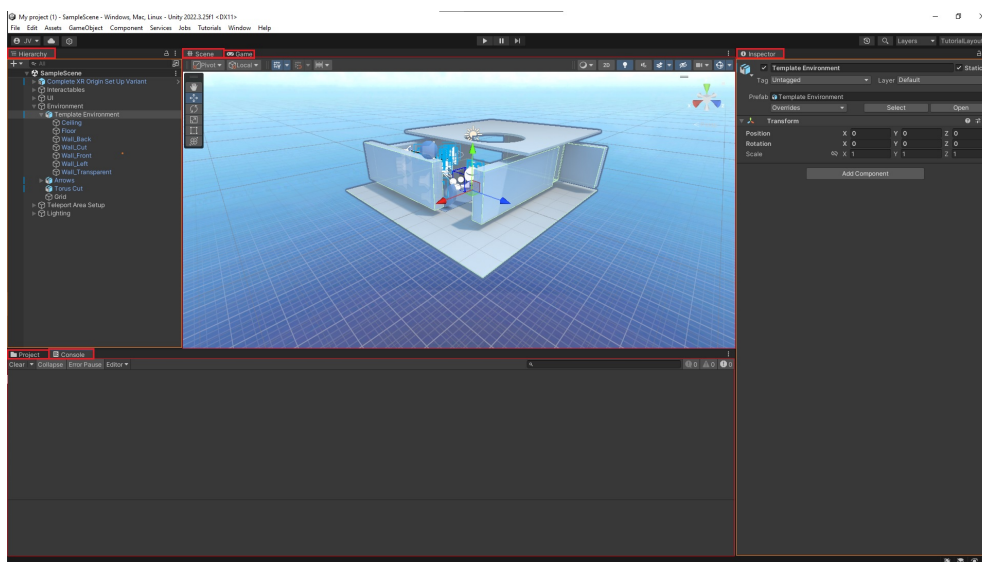 My project (1) - SampleScene - Windows, Mac, Linux - Unity 2022.3.25f1 <DX11>
File Edit Assets GameObject Component Services Jobs Tutorials Window Help
JV
Layers
TutorialLayout
Hierarchy
All
SampleScene
Complete XR Origin Set Up Variant
Interactables
UI
Environment
Template Environment
Ceiling
Floor
Wall_Back
Wall_Cut
Wall_Front
Wall_Left
Wall_Transparent
Arrows
Torus Cut
Grid
Teleport Area Setup
Lighting
Scene Game
Pivot Local
2D
Project Console
Clear Collapse Error Pause Editor
0 0 0
Inspector
Template Environment Static
Tag Untagged Layer Default
Prefab Template Environment
Overrides Select Open
Transform
Position X 0 Y 0 Z 0
Rotation X 0 Y 0 Z 0
Scale X 1 Y 1 Z 1
Add Component